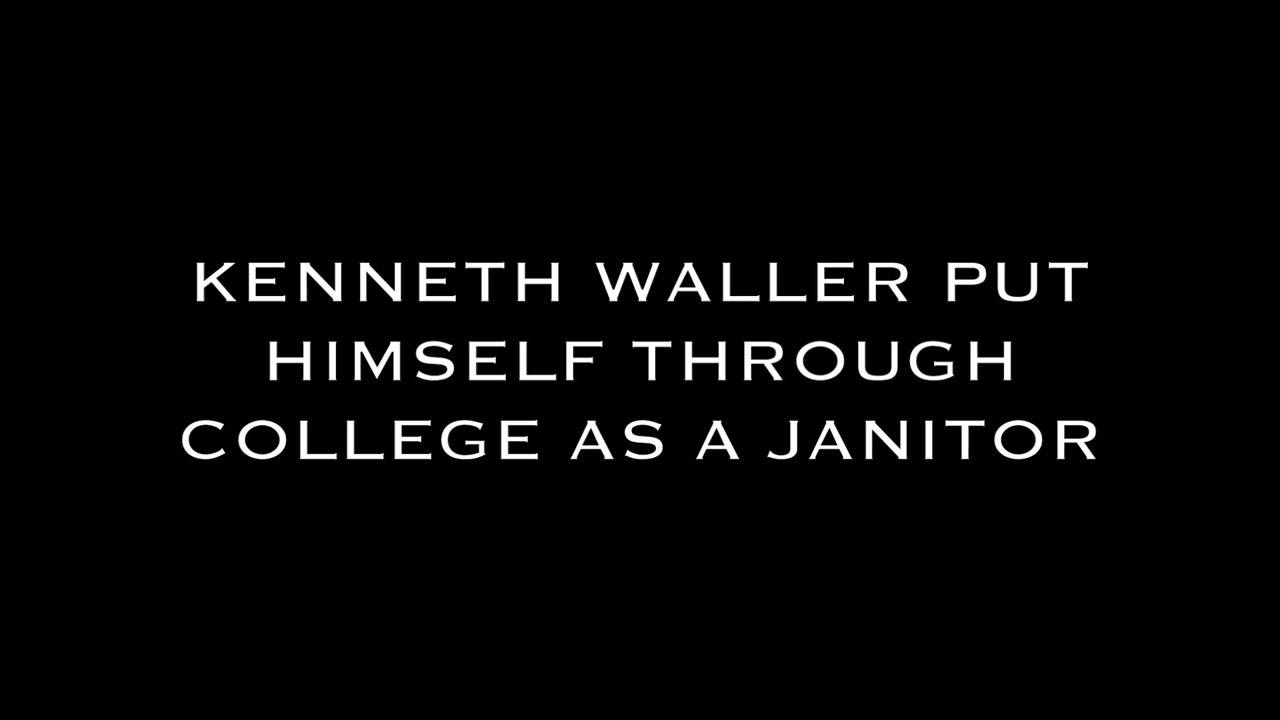 KENNETH WALLER PUT
HIMSELF THROUGH
COLLEGE AS A JANITOR